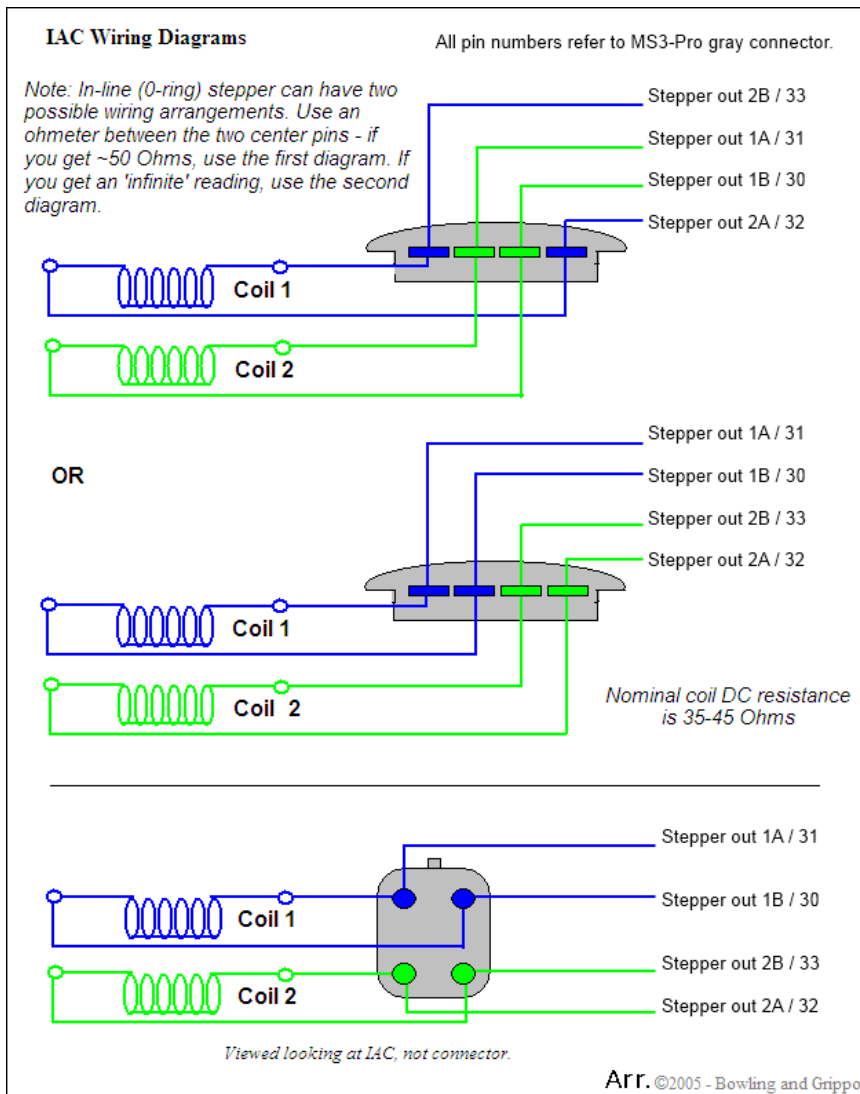 IAC Wiring Diagrams
All pin numbers refer to MS3-Pro gray connector.
Note: In-line (0-ring) stepper can have two
possible wiring arrangements. Use an
ohmeter between the two center pins - if
you get ~50 Ohms, use the first diagram. If
you get an 'infinite' reading, use the second
diagram.
Stepper out 2B / 33
Stepper out 1A / 31
Stepper out 1B / 30
Stepper out 2A / 32
Coil 1
Coil 2
OR
Stepper out 1A / 31
Stepper out 1B / 30
Stepper out 2B / 33
Stepper out 2A / 32
Coil 1
Coil 2
Nominal coil DC resistance
is 35-45 Ohms
Stepper out 1A / 31
Stepper out 1B / 30
Stepper out 2B / 33
Stepper out 2A / 32
Coil 1
Coil 2
Viewed looking at IAC, not connector.
Arr. ©2005 - Bowling and Grippo